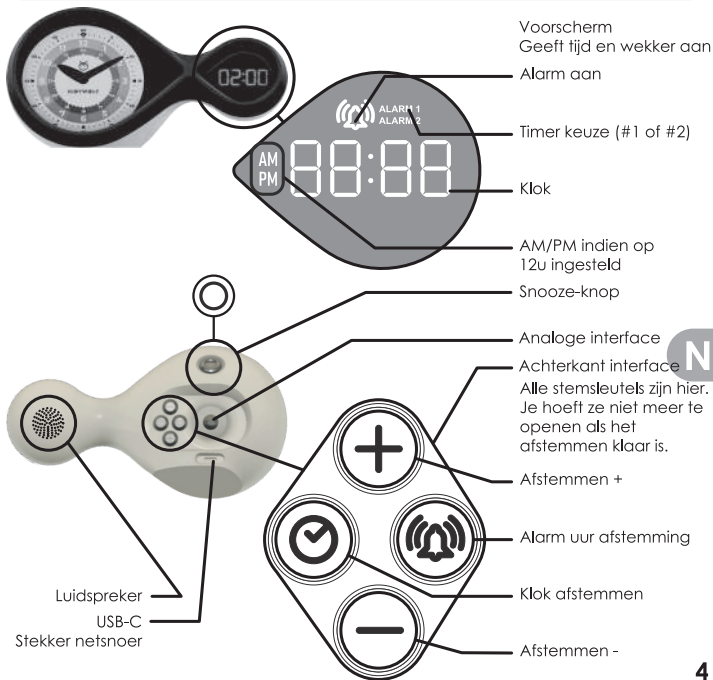 Voorscherm
Geeft tijd en wekker aan
Alarm aan
02:00
ALARM 1
ALARM 2
Timer keuze (#1 of #2)
AM
PM
88:88
Klok
AM/PM indien op
12u ingesteld
Snooze-knop
Analoge interface
N
Achterkant interface
Alle stemsleutels zijn hier.
Je hoeft ze niet meer te
openen als het
afstemmen klaar is.
Afstemmen +
Alarm uur afstemming
Klok afstemmen
Luidspreker
USB-C
Stekker netsnoer
Afstemmen -
4